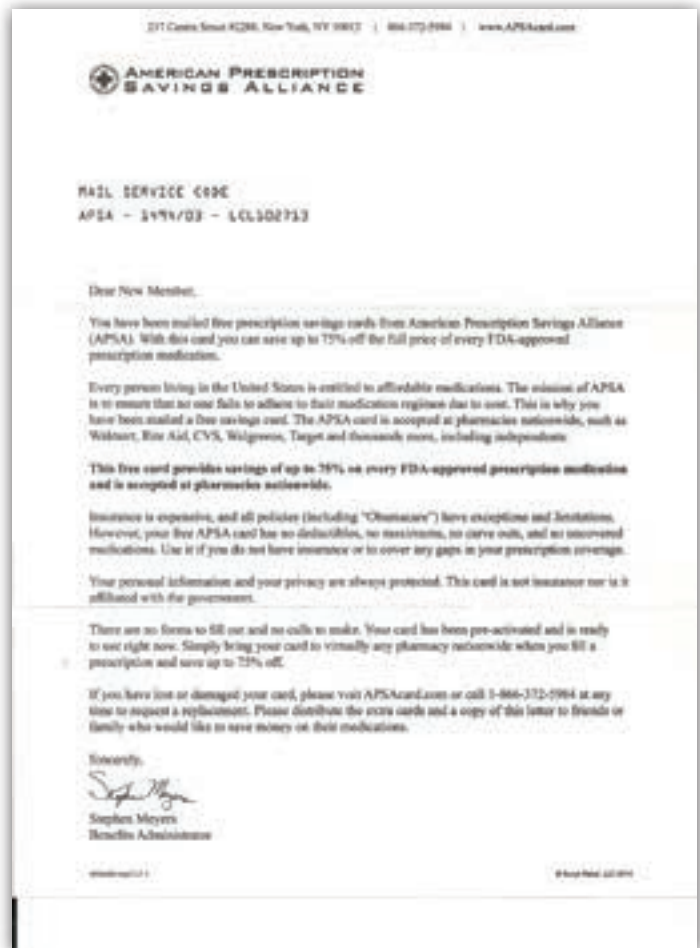 Centre Street New York, NY | 866-372-5984 | www.APSAcard.com
AMERICAN PRESCRIPTION
SAVINGS ALLIANCE
MAIL SERVICE CODE
APSA - - LCL102713
Dear New Member,
You have been mailed free prescription savings cards from American Prescription Savings Alliance
(APSA). With this card you can save up to 75% off the full price of every FDA-approved
prescription medication.
Every person living in the United States is entitled to affordable medications. The mission of APSA
is to ensure that no one fails to adhere to their medication regimen due to cost. This is why you
have been mailed a free savings card. The APSA card is accepted at pharmacies nationwide, such as
Walmart, Rite Aid, CVS, Walgreens, Target and thousands more, including independents.
This free card provides savings of up to 75% on every FDA-approved prescription medication
and is accepted at pharmacies nationwide.
Insurance is expensive, and all policies (including "Obamacare") have exceptions and limitations.
However, your free APSA card has no deductibles, no maximums, no carve outs, and no uncovered
medications. Use it if you do not have insurance or to cover any gaps in your prescription coverage.
Your personal information and your privacy are always protected. This card is not insurance nor is it
affiliated with the government.
There are no forms to fill out and no calls to make. Your card has been pre-activated and is ready
to use right now. Simply bring your card to virtually any pharmacy nationwide when you fill a
prescription and save up to 75% off.
If you have lost or damaged your card, please visit APSAcard.com or call 1-866-372-5984 at any
time to request a replacement. Please distribute the extra cards and a copy of this letter to friends or
family who would like to save money on their medications.
Sincerely,
Stephen Meyers
Stephen Meyers
Benefits Administrator